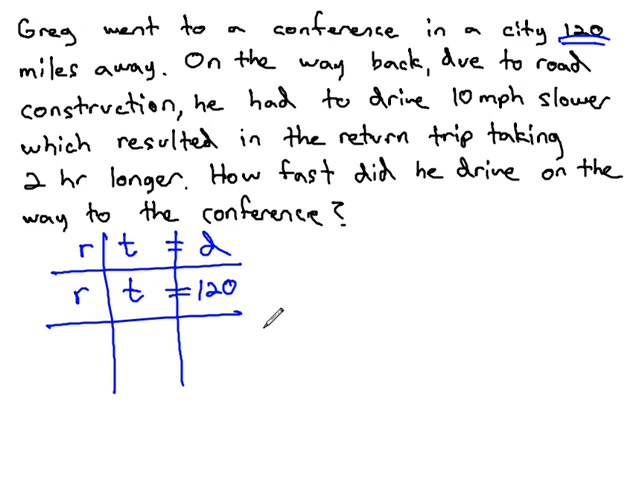 Greg went to a conference in a city 120
miles away. On the way back, due to road
construction, he had to drive 10 mph slower
which resulted in the return trip taking
2 hr longer. How fast did he drive on the
way to the conference?
r t = d
r t = 120